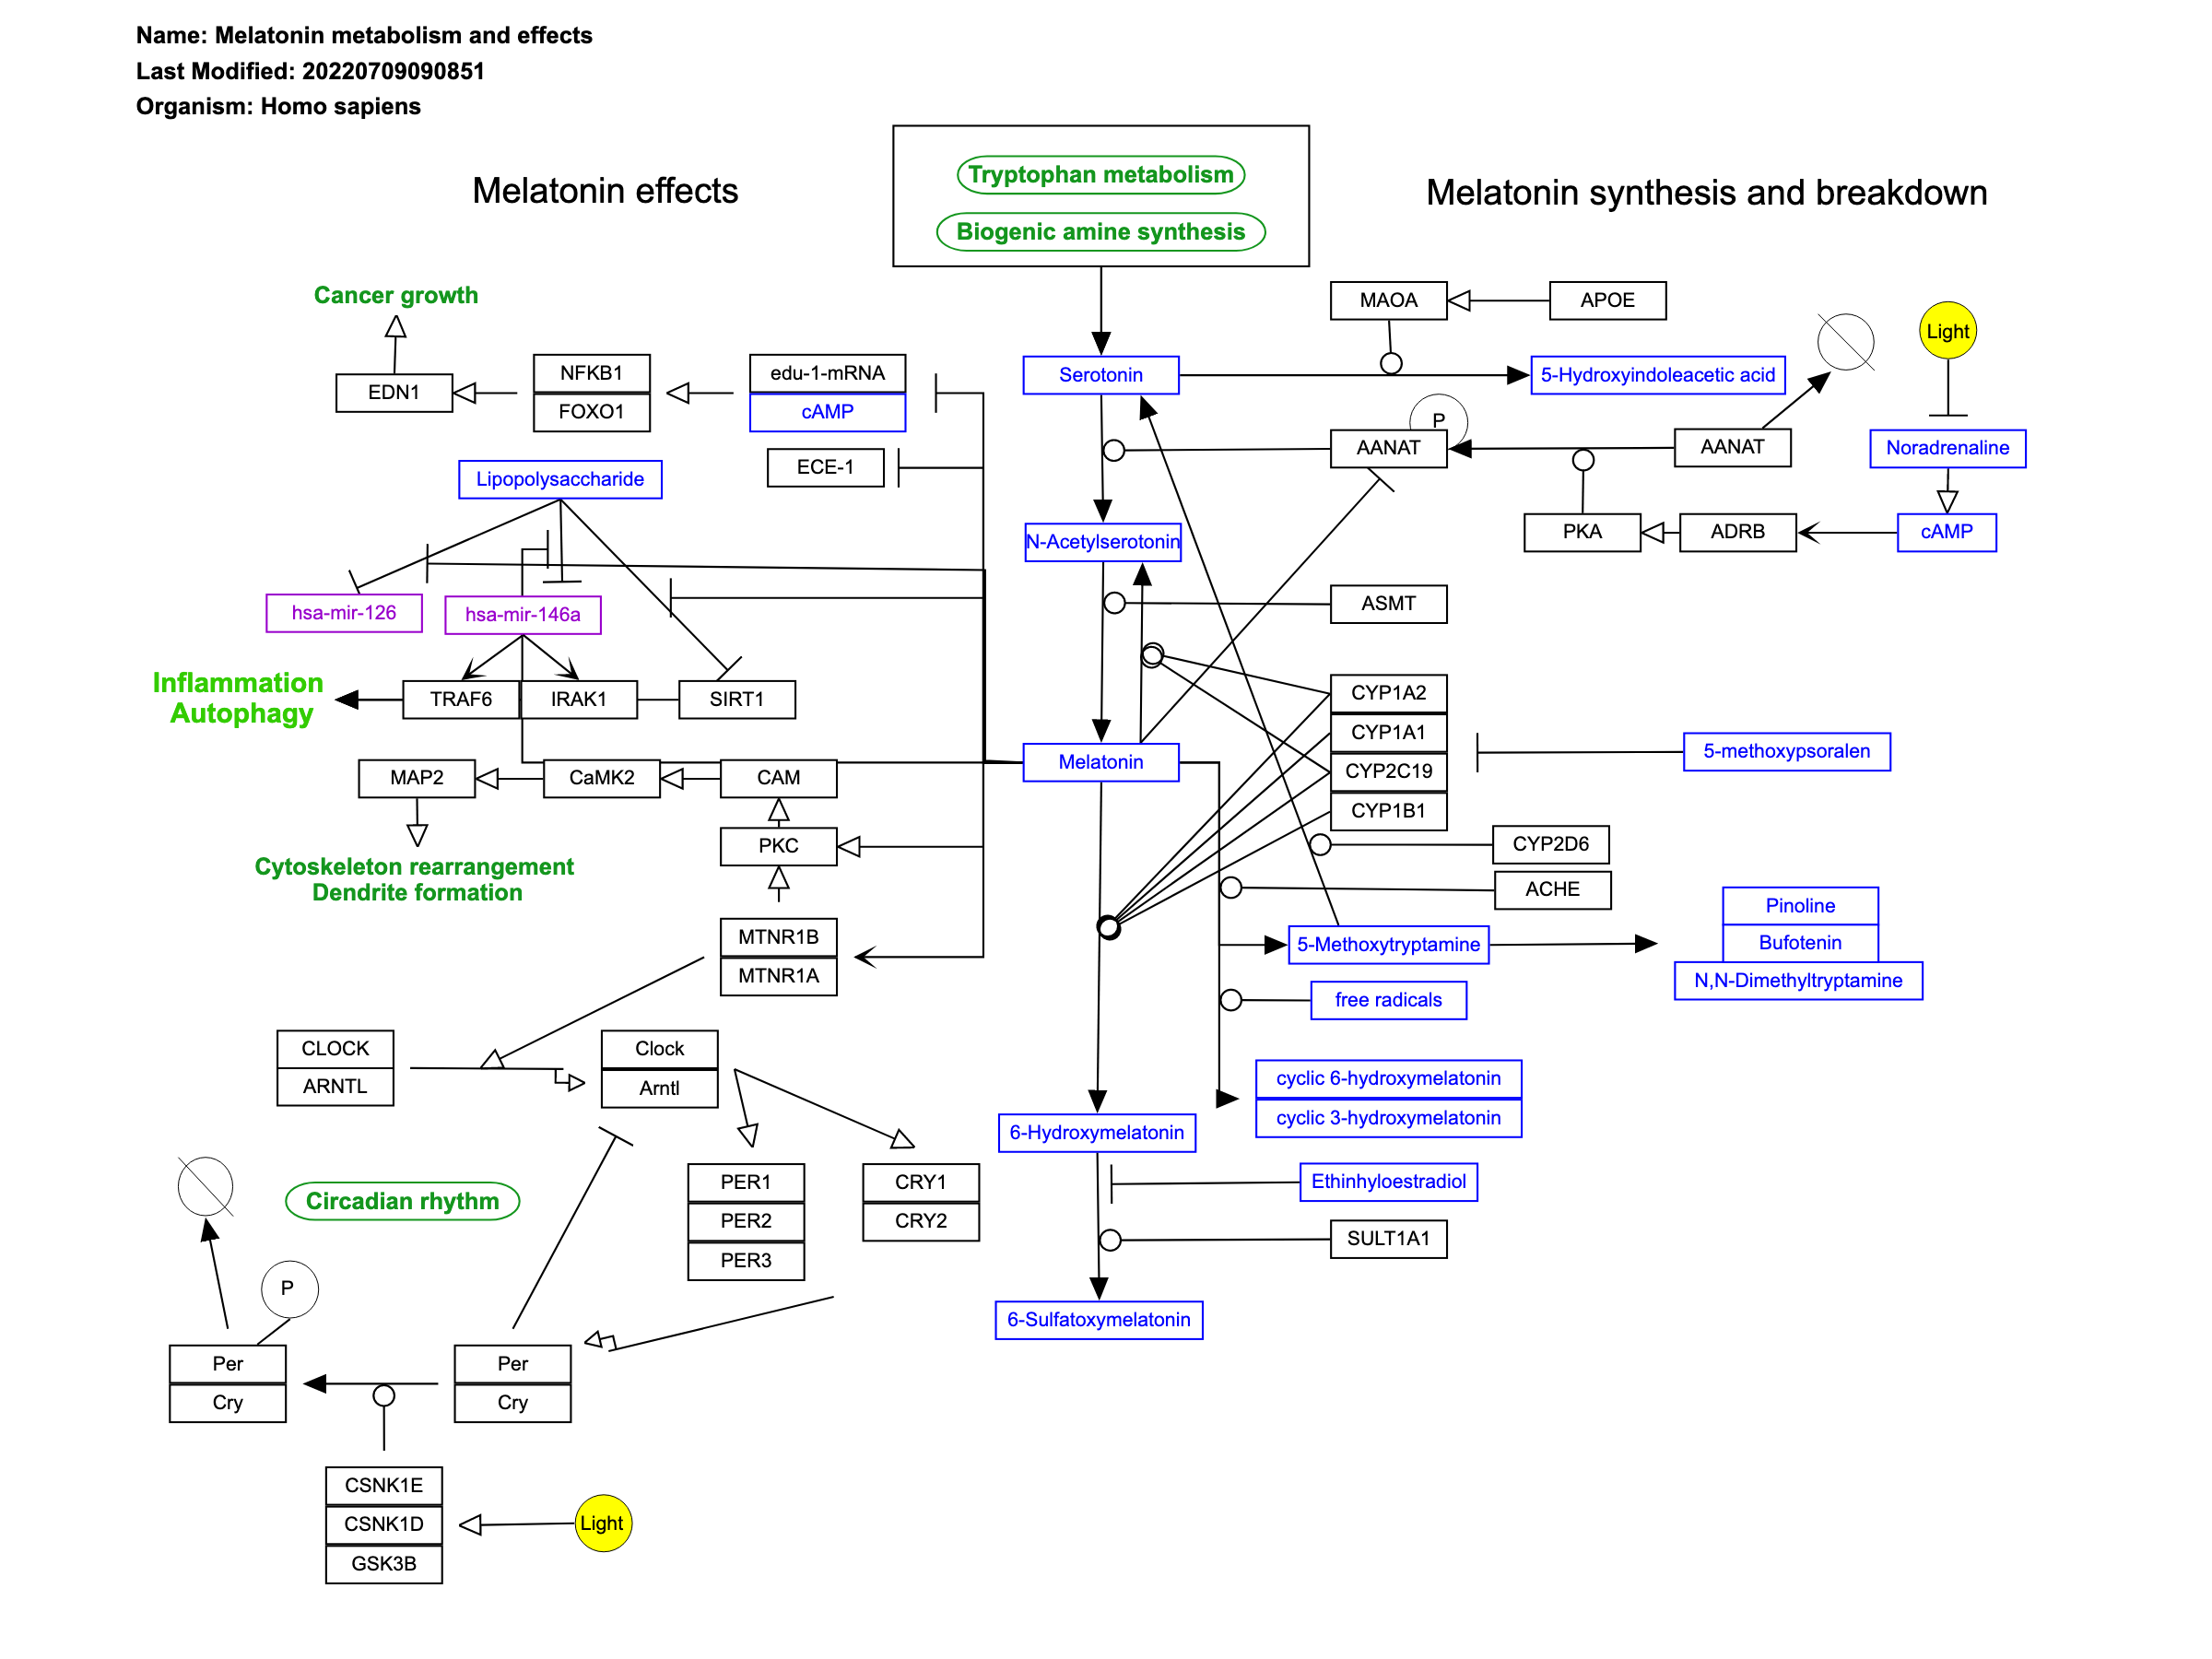 Name: Melatonin metabolism and effects
Last Modified: 20220709090851
Organism: Homo sapiens
Melatonin effects
Tryptophan metabolism
Biogenic amine synthesis
Melatonin synthesis and breakdown
Cancer growth
EDN1
NFKB1
FOXO1
edu-1-mRNA
cAMP
ECE-1
Lipopolysaccharide
hsa-mir-126
hsa-mir-146a
Inflammation
Autophagy
TRAF6
IRAK1
SIRT1
MAP2
CaMK2
CAM
PKC
Cytoskeleton rearrangement
Dendrite formation
MTNR1B
MTNR1A
CLOCK
ARNTL
Clock
Arntl
PER1
PER2
PER3
CRY1
CRY2
Circadian rhythm
P
Per
Cry
Per
Cry
CSNK1E
CSNK1D
GSK3B
Light
Serotonin
N-Acetylserotonin
Melatonin
6-Hydroxymelatonin
6-Sulfatoxymelatonin
MAOA
APOE
5-Hydroxyindoleacetic acid
Light
P
AANAT
AANAT
Noradrenaline
PKA
ADRB
cAMP
ASMT
CYP1A2
CYP1A1
CYP2C19
CYP1B1
5-methoxypsoralen
CYP2D6
ACHE
5-Methoxytryptamine
Pinoline
Bufotenin
N,N-Dimethyltryptamine
free radicals
cyclic 6-hydroxymelatonin
cyclic 3-hydroxymelatonin
Ethinhyloestradiol
SULT1A1